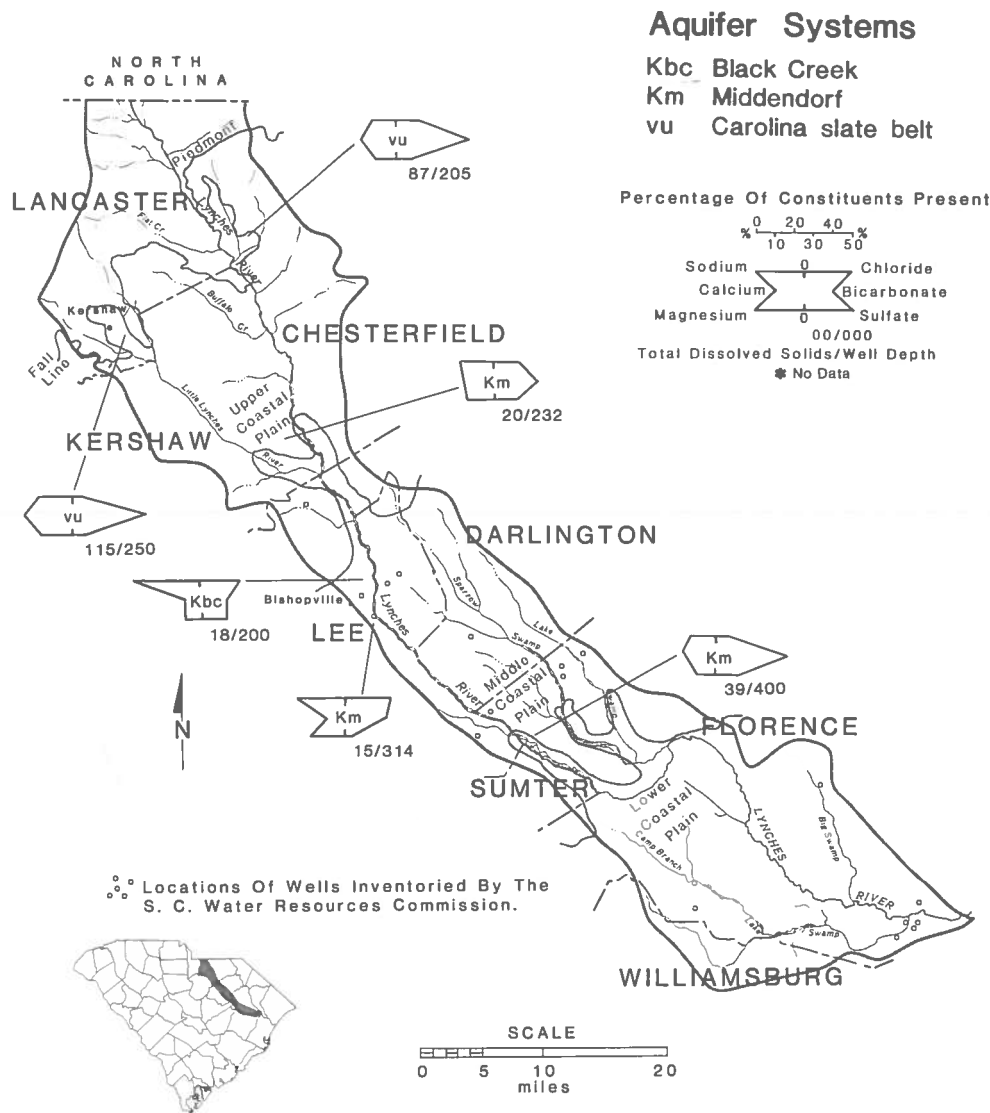 Aquifer Systems
Kbc Black Creek
Km Middendorf
vu Carolina slate belt
NORTH
CAROLINA
Piedmont
vu
87/205
Percentage Of Constituents Present
0 20 40
%
10 30 50
Sodium 0 Chloride
Calcium Bicarbonate
Magnesium 0 Sulfate
00/000
Total Dissolved Solids/Well Depth
✱ No Data
LANCASTER
Lynches
River
Flat Cr.
Buffalo
Cr.
Kershaw
CHESTERFIELD
Fall
Line
Km
20/232
Upper
Coastal
Plain
Little Lynches
River
KERSHAW
vu
115/250
R.
DARLINGTON
Kbc
18/200
Bishopville
LEE
Lynches
River
Sparrow
Swamp
Lake
Middle
Coastal
Plain
Km
39/400
Km
15/314
N
FLORENCE
SUMTER
Lower
Coastal
Plain
LYNCHES
RIVER
Big Swamp
Camp Branch
Lake
Swamp
WILLIAMSBURG
Locations Of Wells Inventoried By The
S. C. Water Resources Commission.
SCALE
0 5 10 20
miles